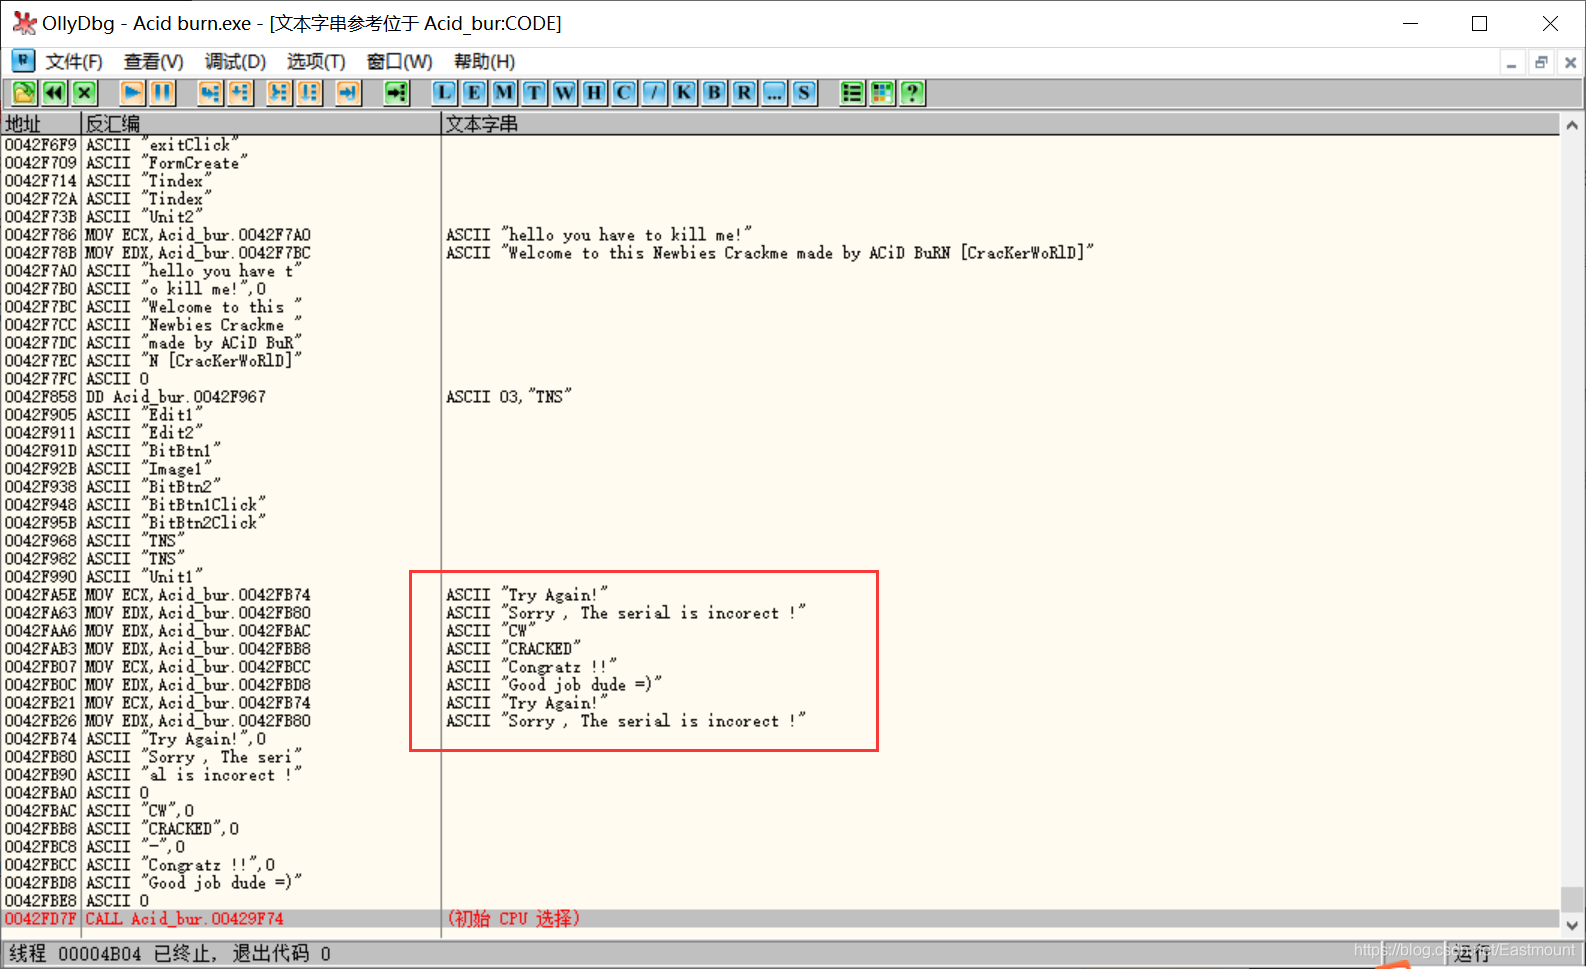 OllyDbg - Acid burn.exe - [文本字串参考位于 Acid_bur:CODE]
文件(F) 查看(V) 调试(D) 选项(T) 窗口(W) 帮助(H)
L E M T W H C / K B R ... S ?
地址 反汇编 文本字串
0042F6F9 ASCII "exitClick"
0042F709 ASCII "FormCreate"
0042F714 ASCII "Tindex"
0042F72A ASCII "Tindex"
0042F73B ASCII "Unit2"
0042F786 MOV ECX,Acid_bur.0042F7A0 ASCII "hello you have to kill me!"
0042F78B MOV EDX,Acid_bur.0042F7BC ASCII "Welcome to this Newbies Crackme made by ACiD BuRN [CracKerWoRlD]"
0042F7A0 ASCII "hello you have t"
0042F7B0 ASCII "o kill me!",0
0042F7BC ASCII "Welcome to this "
0042F7CC ASCII "Newbies Crackme "
0042F7DC ASCII "made by ACiD BuR"
0042F7EC ASCII "N [CracKerWoRlD]"
0042F7FC ASCII 0
0042F858 DD Acid_bur.0042F967 ASCII 03,"TNS"
0042F905 ASCII "Edit1"
0042F911 ASCII "Edit2"
0042F91D ASCII "BitBtn1"
0042F92B ASCII "Image1"
0042F938 ASCII "BitBtn2"
0042F948 ASCII "BitBtn1Click"
0042F95B ASCII "BitBtn2Click"
0042F968 ASCII "TNS"
0042F982 ASCII "TNS"
0042F990 ASCII "Unit1"
0042FA5E MOV ECX,Acid_bur.0042FB74 ASCII "Try Again!"
0042FA63 MOV EDX,Acid_bur.0042FB80 ASCII "Sorry , The serial is incorect !"
0042FAA6 MOV EDX,Acid_bur.0042FBAC ASCII "CW"
0042FAB3 MOV EDX,Acid_bur.0042FBB8 ASCII "CRACKED"
0042FB07 MOV ECX,Acid_bur.0042FBCC ASCII "Congratz !!"
0042FB0C MOV EDX,Acid_bur.0042FBD8 ASCII "Good job dude =)"
0042FB21 MOV ECX,Acid_bur.0042FB74 ASCII "Try Again!"
0042FB26 MOV EDX,Acid_bur.0042FB80 ASCII "Sorry , The serial is incorect !"
0042FB74 ASCII "Try Again!",0
0042FB80 ASCII "Sorry , The seri"
0042FB90 ASCII "al is incorect !"
0042FBA0 ASCII 0
0042FBAC ASCII "CW",0
0042FBB8 ASCII "CRACKED",0
0042FBC8 ASCII "-",0
0042FBCC ASCII "Congratz !!",0
0042FBD8 ASCII "Good job dude =)"
0042FBE8 ASCII 0
0042FD7F CALL Acid_bur.00429F74 (初始 CPU 选择)
线程 00004B04 已终止, 退出代码 0 运行
https://blog.csdn.net/Eastmount